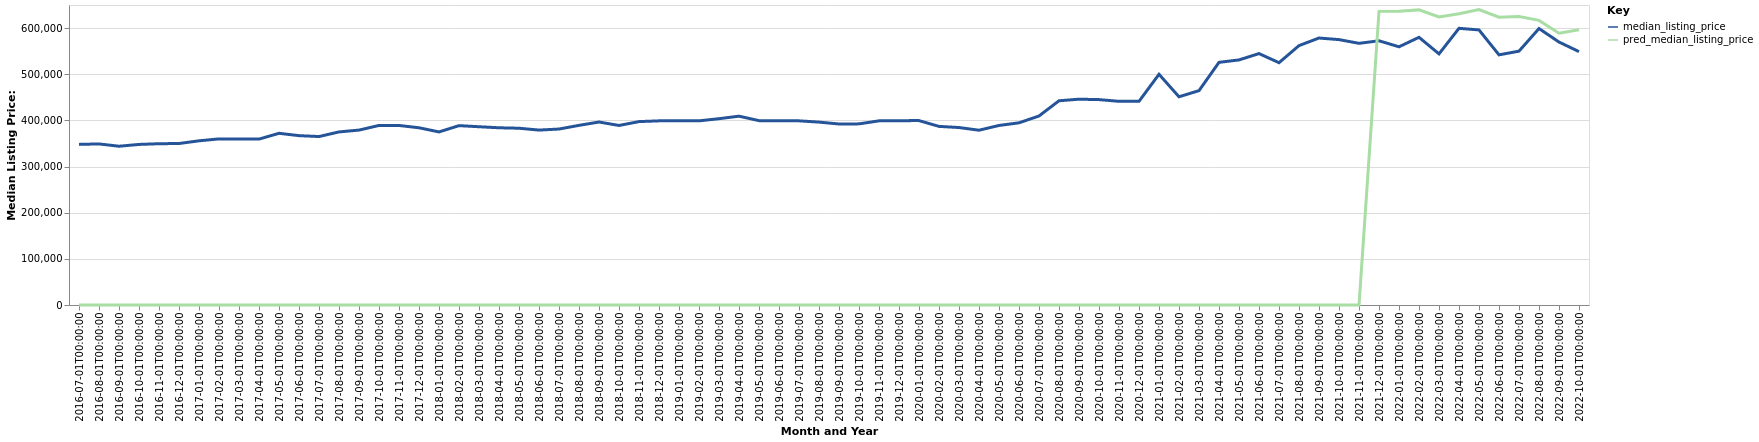 Key
median_listing_price
pred_median_listing_price
Median Listing Price:
600,000
500,000
400,000
300,000
200,000
100,000
0
2016-07-01T00:00:00
2016-08-01T00:00:00
2016-09-01T00:00:00
2016-10-01T00:00:00
2016-11-01T00:00:00
2016-12-01T00:00:00
2017-01-01T00:00:00
2017-02-01T00:00:00
2017-03-01T00:00:00
2017-04-01T00:00:00
2017-05-01T00:00:00
2017-06-01T00:00:00
2017-07-01T00:00:00
2017-08-01T00:00:00
2017-09-01T00:00:00
2017-10-01T00:00:00
2017-11-01T00:00:00
2017-12-01T00:00:00
2018-01-01T00:00:00
2018-02-01T00:00:00
2018-03-01T00:00:00
2018-04-01T00:00:00
2018-05-01T00:00:00
2018-06-01T00:00:00
2018-07-01T00:00:00
2018-08-01T00:00:00
2018-09-01T00:00:00
2018-10-01T00:00:00
2018-11-01T00:00:00
2018-12-01T00:00:00
2019-01-01T00:00:00
2019-02-01T00:00:00
2019-03-01T00:00:00
2019-04-01T00:00:00
2019-05-01T00:00:00
2019-06-01T00:00:00
2019-07-01T00:00:00
2019-08-01T00:00:00
2019-09-01T00:00:00
2019-10-01T00:00:00
2019-11-01T00:00:00
2019-12-01T00:00:00
2020-01-01T00:00:00
2020-02-01T00:00:00
2020-03-01T00:00:00
2020-04-01T00:00:00
2020-05-01T00:00:00
2020-06-01T00:00:00
2020-07-01T00:00:00
2020-08-01T00:00:00
2020-09-01T00:00:00
2020-10-01T00:00:00
2020-11-01T00:00:00
2020-12-01T00:00:00
2021-01-01T00:00:00
2021-02-01T00:00:00
2021-03-01T00:00:00
2021-04-01T00:00:00
2021-05-01T00:00:00
2021-06-01T00:00:00
2021-07-01T00:00:00
2021-08-01T00:00:00
2021-09-01T00:00:00
2021-10-01T00:00:00
2021-11-01T00:00:00
2021-12-01T00:00:00
2022-01-01T00:00:00
2022-02-01T00:00:00
2022-03-01T00:00:00
2022-04-01T00:00:00
2022-05-01T00:00:00
2022-06-01T00:00:00
2022-07-01T00:00:00
2022-08-01T00:00:00
2022-09-01T00:00:00
2022-10-01T00:00:00
Month and Year